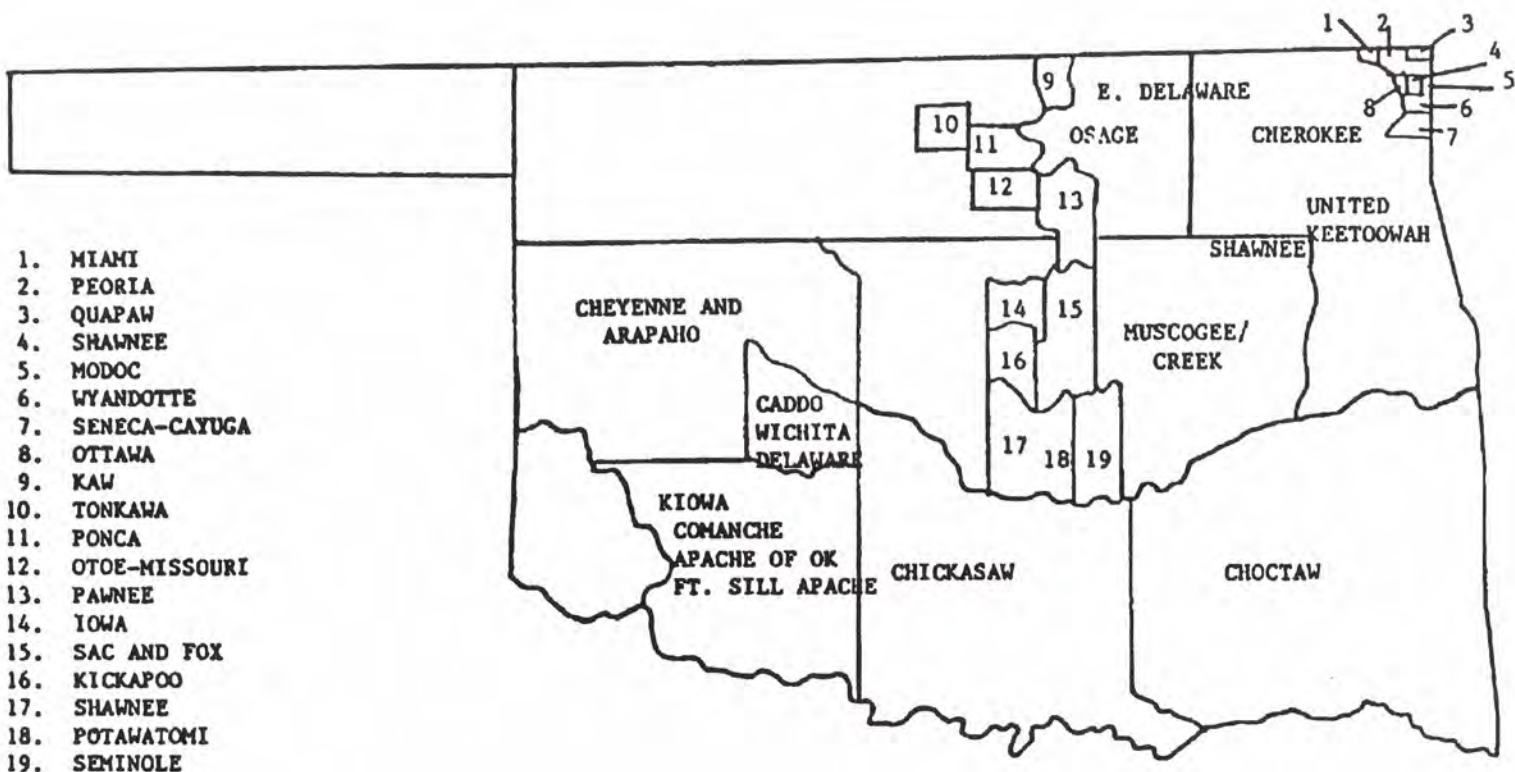 1 2 3
4
5
6
7
8
9
10
11
12
13
14
15
16
17 18 19
E. DELAWARE
OSAGE
CHEROKEE
UNITED
KEETOOWAH
SHAWNEE
CHEYENNE AND
ARAPAHO
MUSCOGEE/
CREEK
CADDO
WICHITA
DELAWARE
KIOWA
COMANCHE
APACHE OF OK
FT. SILL APACHE
CHICKASAW
CHOCTAW
1. MIAMI
2. PEORIA
3. QUAPAW
4. SHAWNEE
5. MODOC
6. WYANDOTTE
7. SENECA-CAYUGA
8. OTTAWA
9. KAW
10. TONKAWA
11. PONCA
12. OTOE-MISSOURI
13. PAWNEE
14. IOWA
15. SAC AND FOX
16. KICKAPOO
17. SHAWNEE
18. POTAWATOMI
19. SEMINOLE